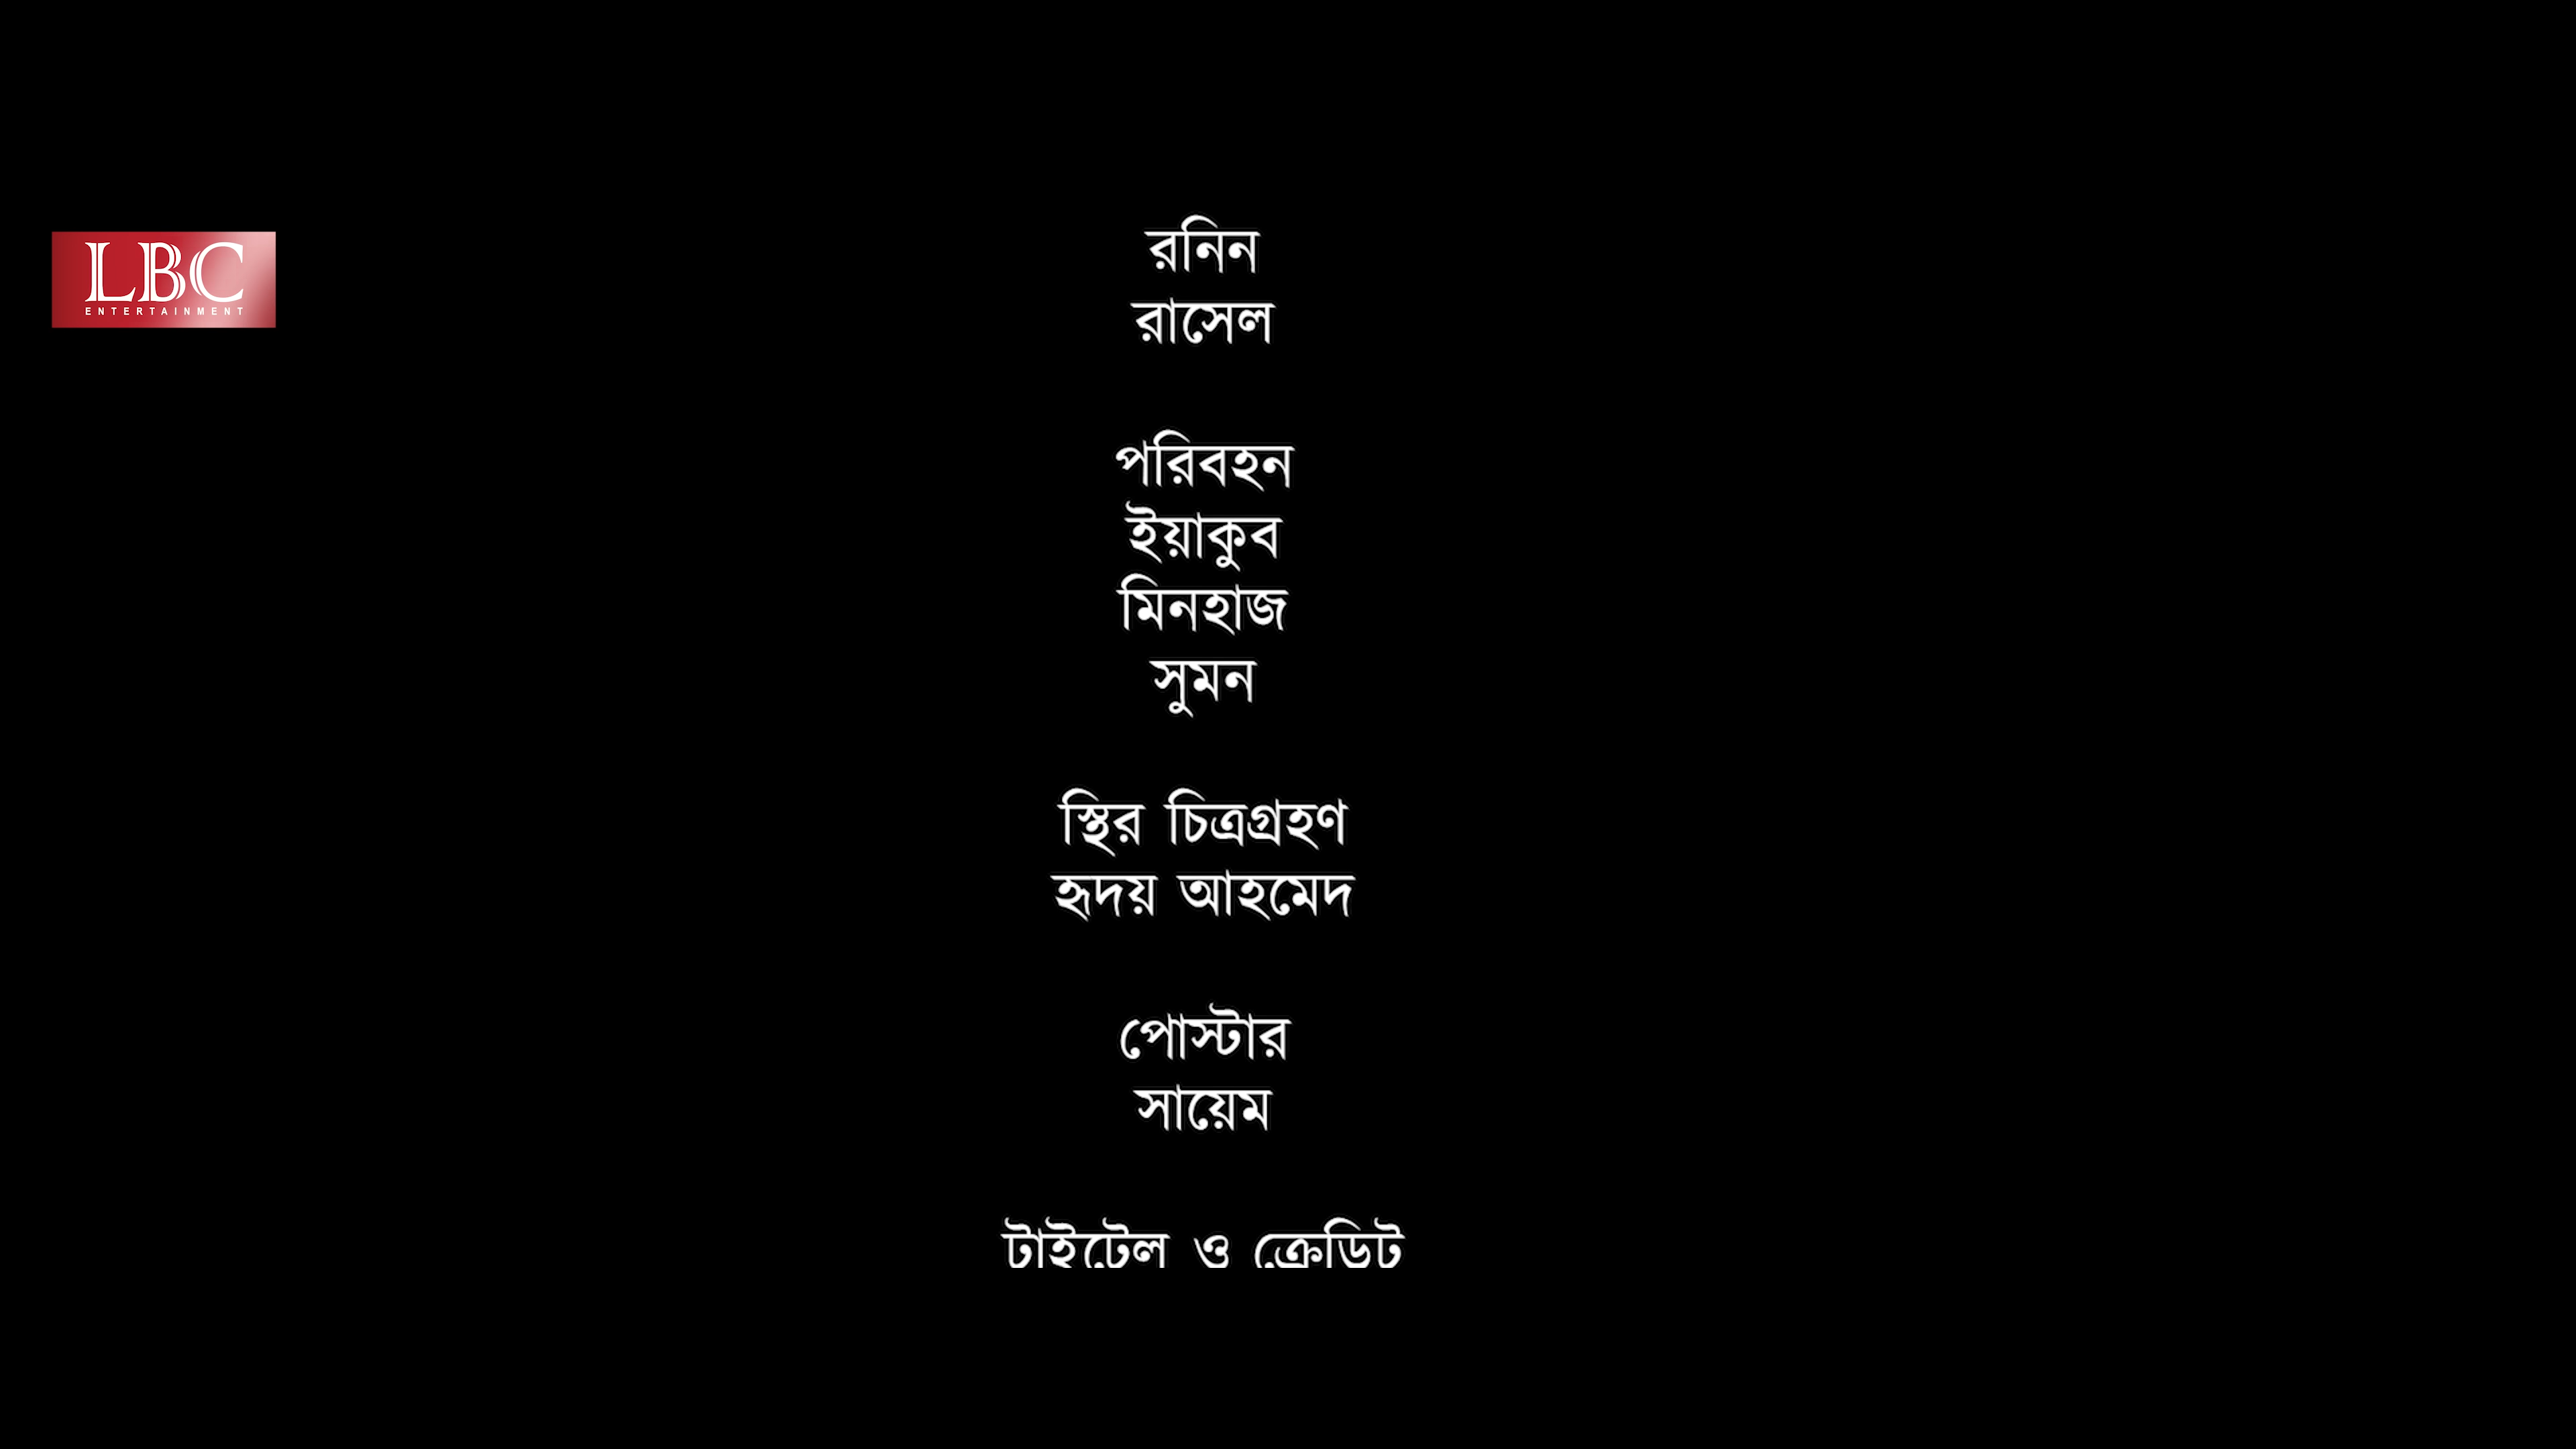 LBC
ENTERTAINMENT
রনিন
রাসেল
পরিবহন
ইয়াকুব
মিনহাজ
সুমন
স্থির চিত্রগ্রহণ
হৃদয় আহমেদ
পোস্টার
সায়েম
টাইটেল ও ক্রেডিট